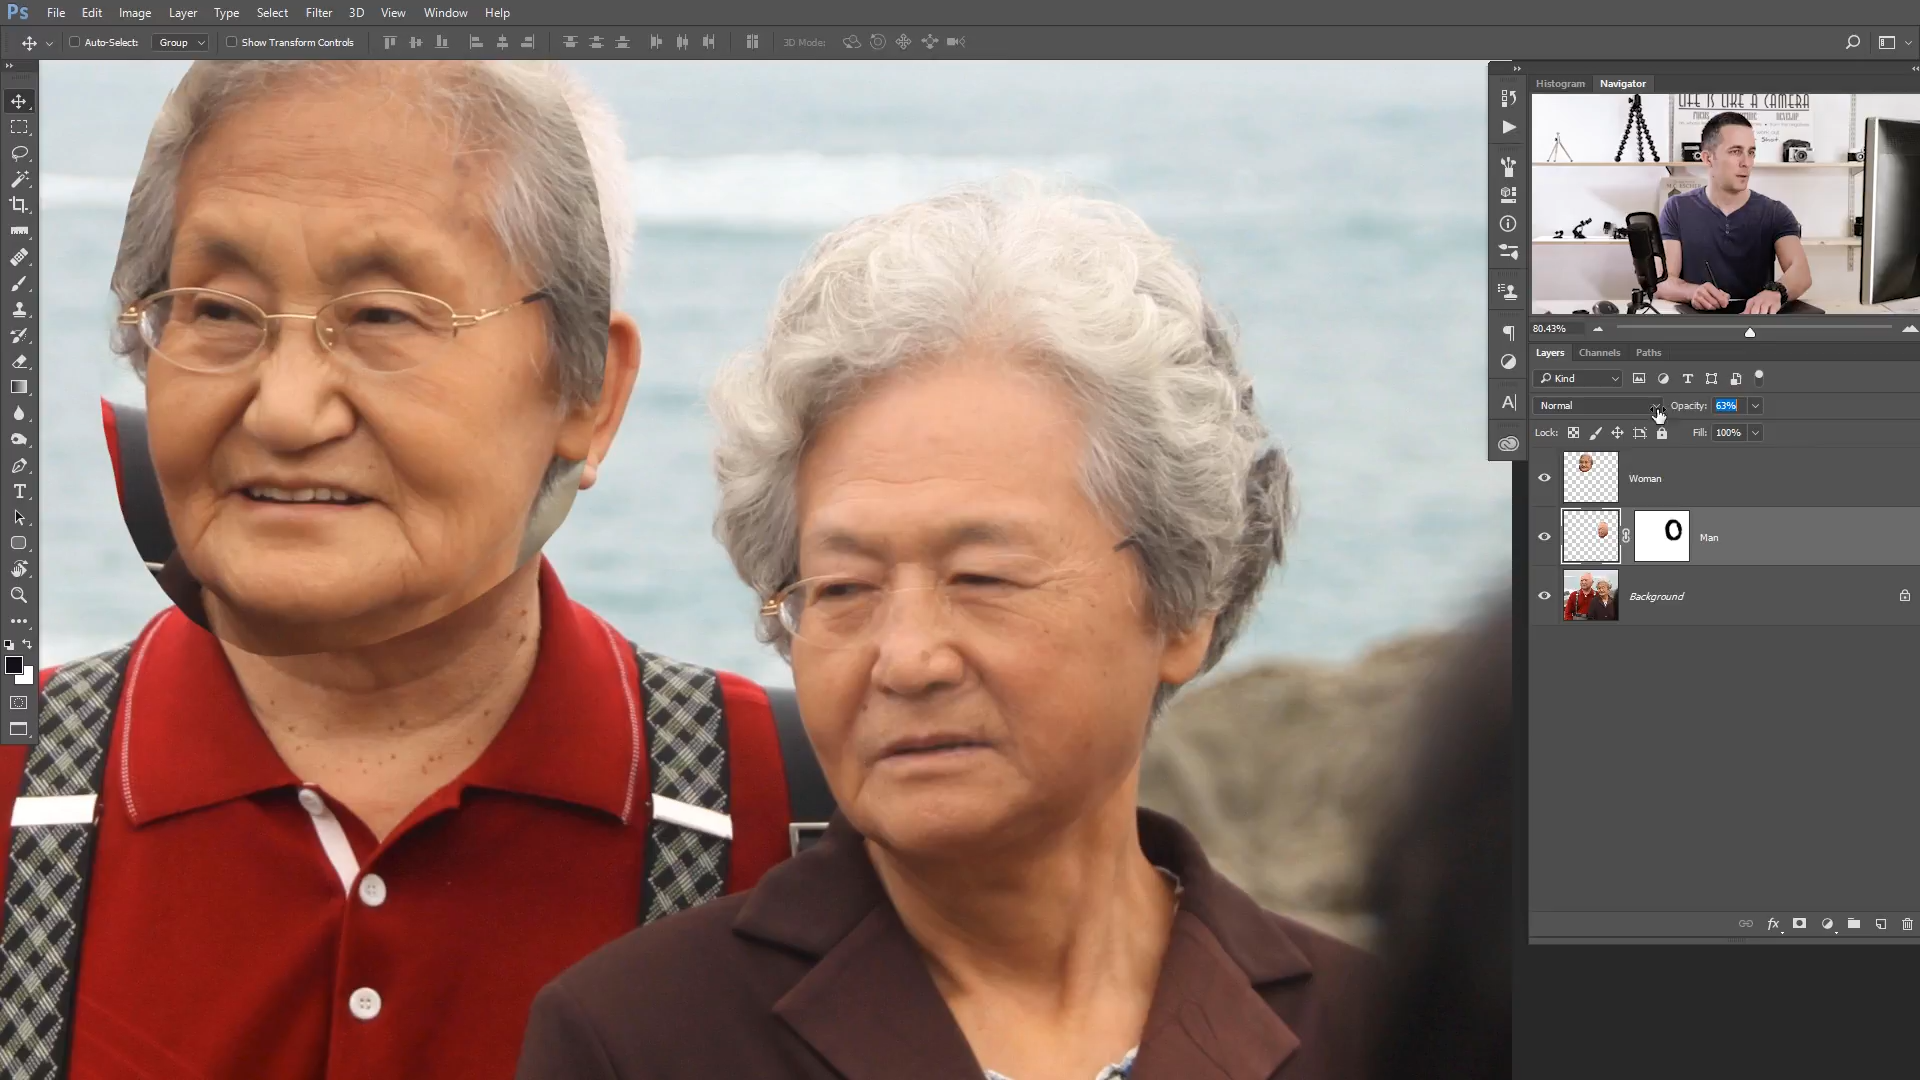 Ps File Edit Image Layer Type Select Filter 3D View Window Help
Auto-Select: Group Show Transform Controls 3D Mode:
Histogram Navigator
LIFE IS LIKE A CAMERA
80.43%
Layers Channels Paths
Kind
Normal Opacity: 63%
Lock: Fill: 100%
Woman
Man
Background